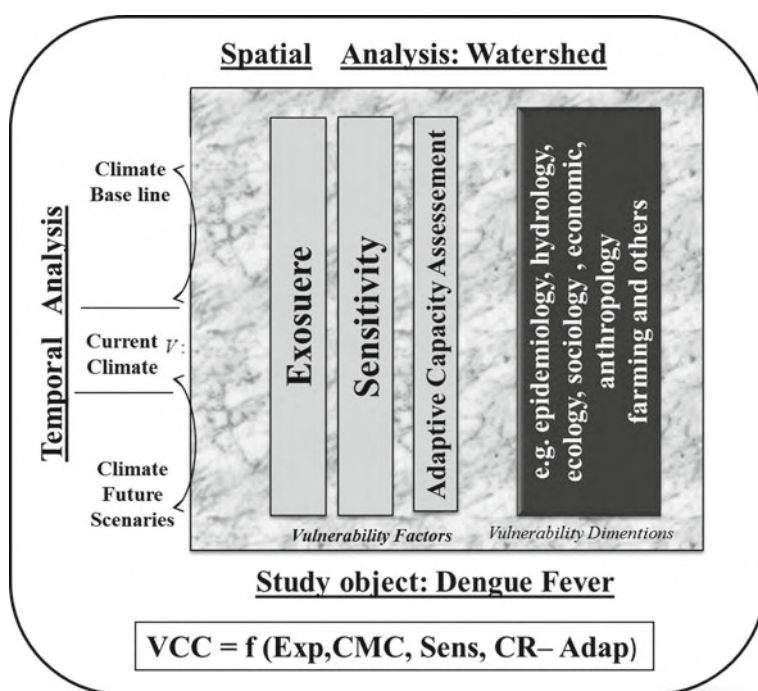 Spatial Analysis: Watershed
Temporal Analysis
Climate
Base line
Current V:
Climate
Climate
Future
Scenaries
Exosuere
Sensitivity
Adaptive Capacity Assessement
e.g. epidemiology, hydrology,
ecology, sociology , economic,
anthropology
farming and others
Vulnerability Factors
Vulnerability Dimentions
Study object: Dengue Fever
VCC = f (Exp,CMC, Sens, CR– Adap)